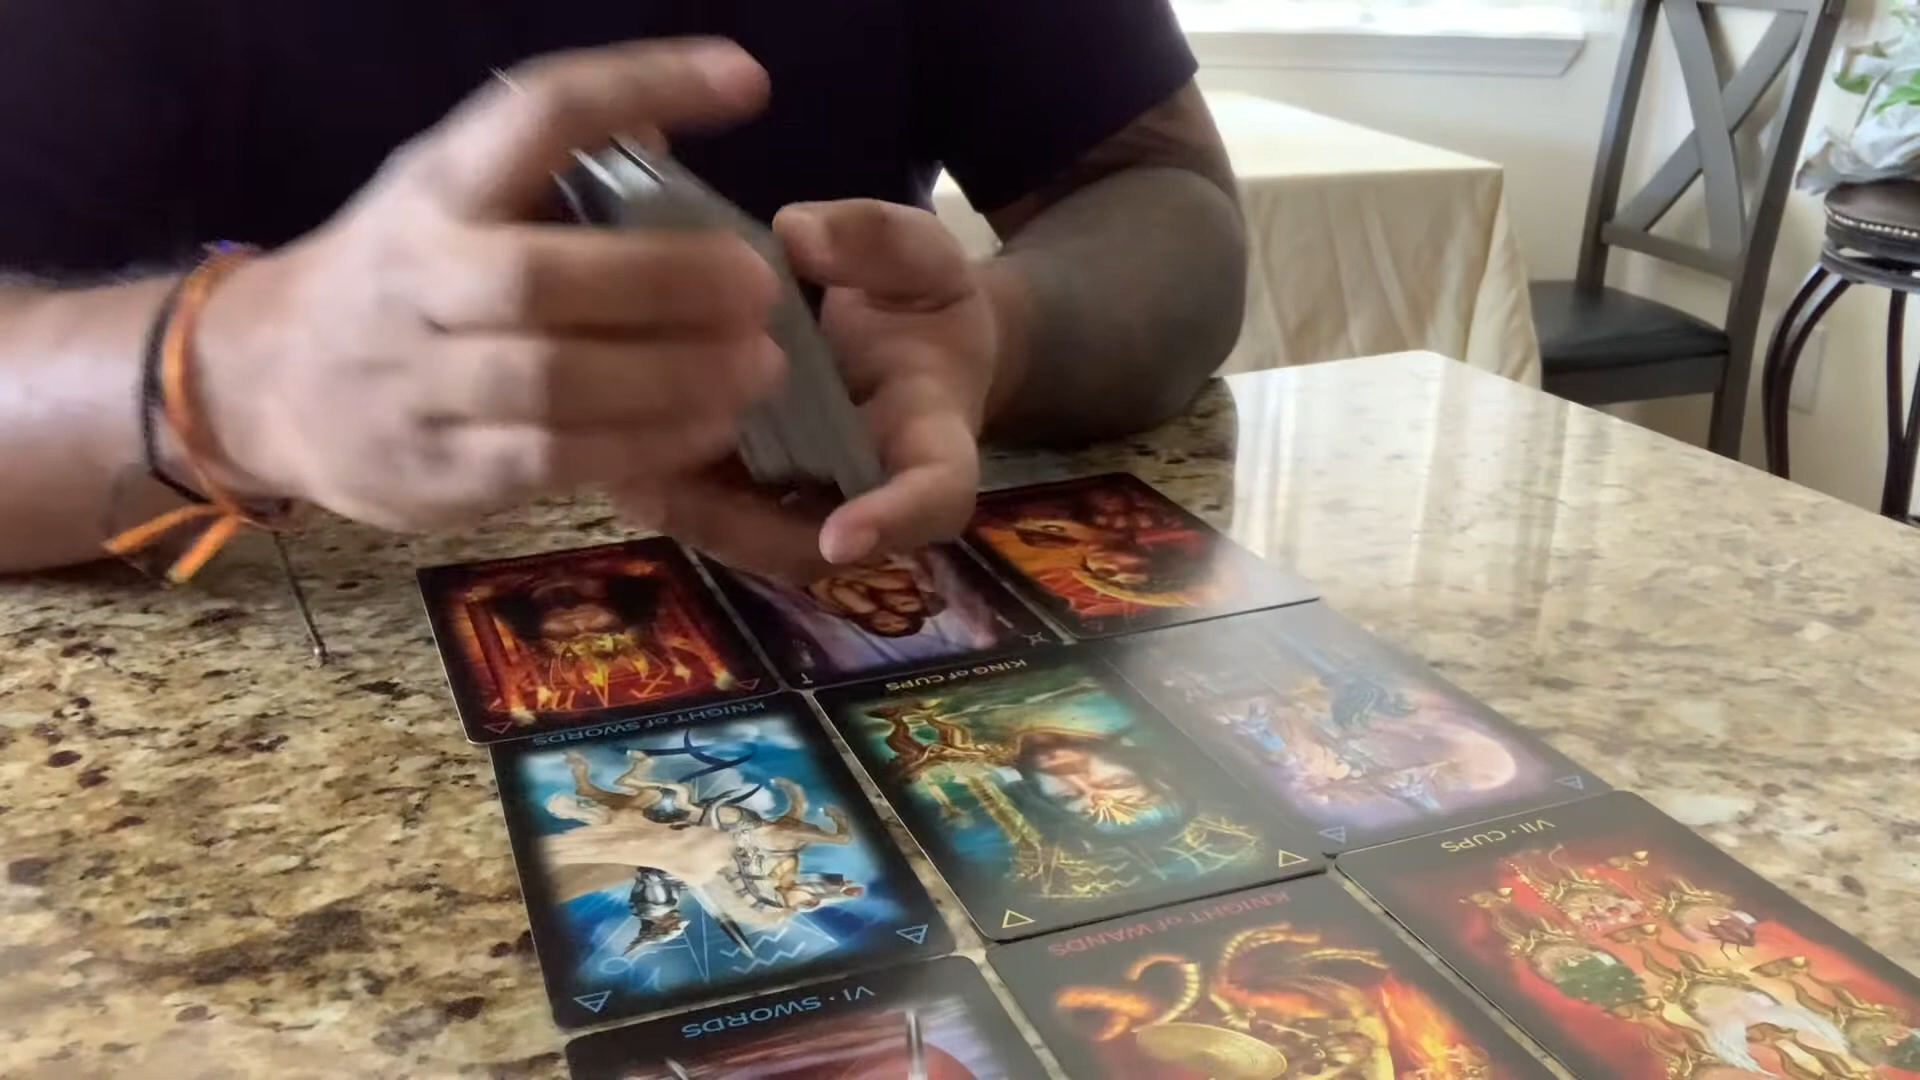 KING of CUPS
KNIGHT of SWORDS
VII · CUPS
KNIGHT of WANDS
VI · SWORDS